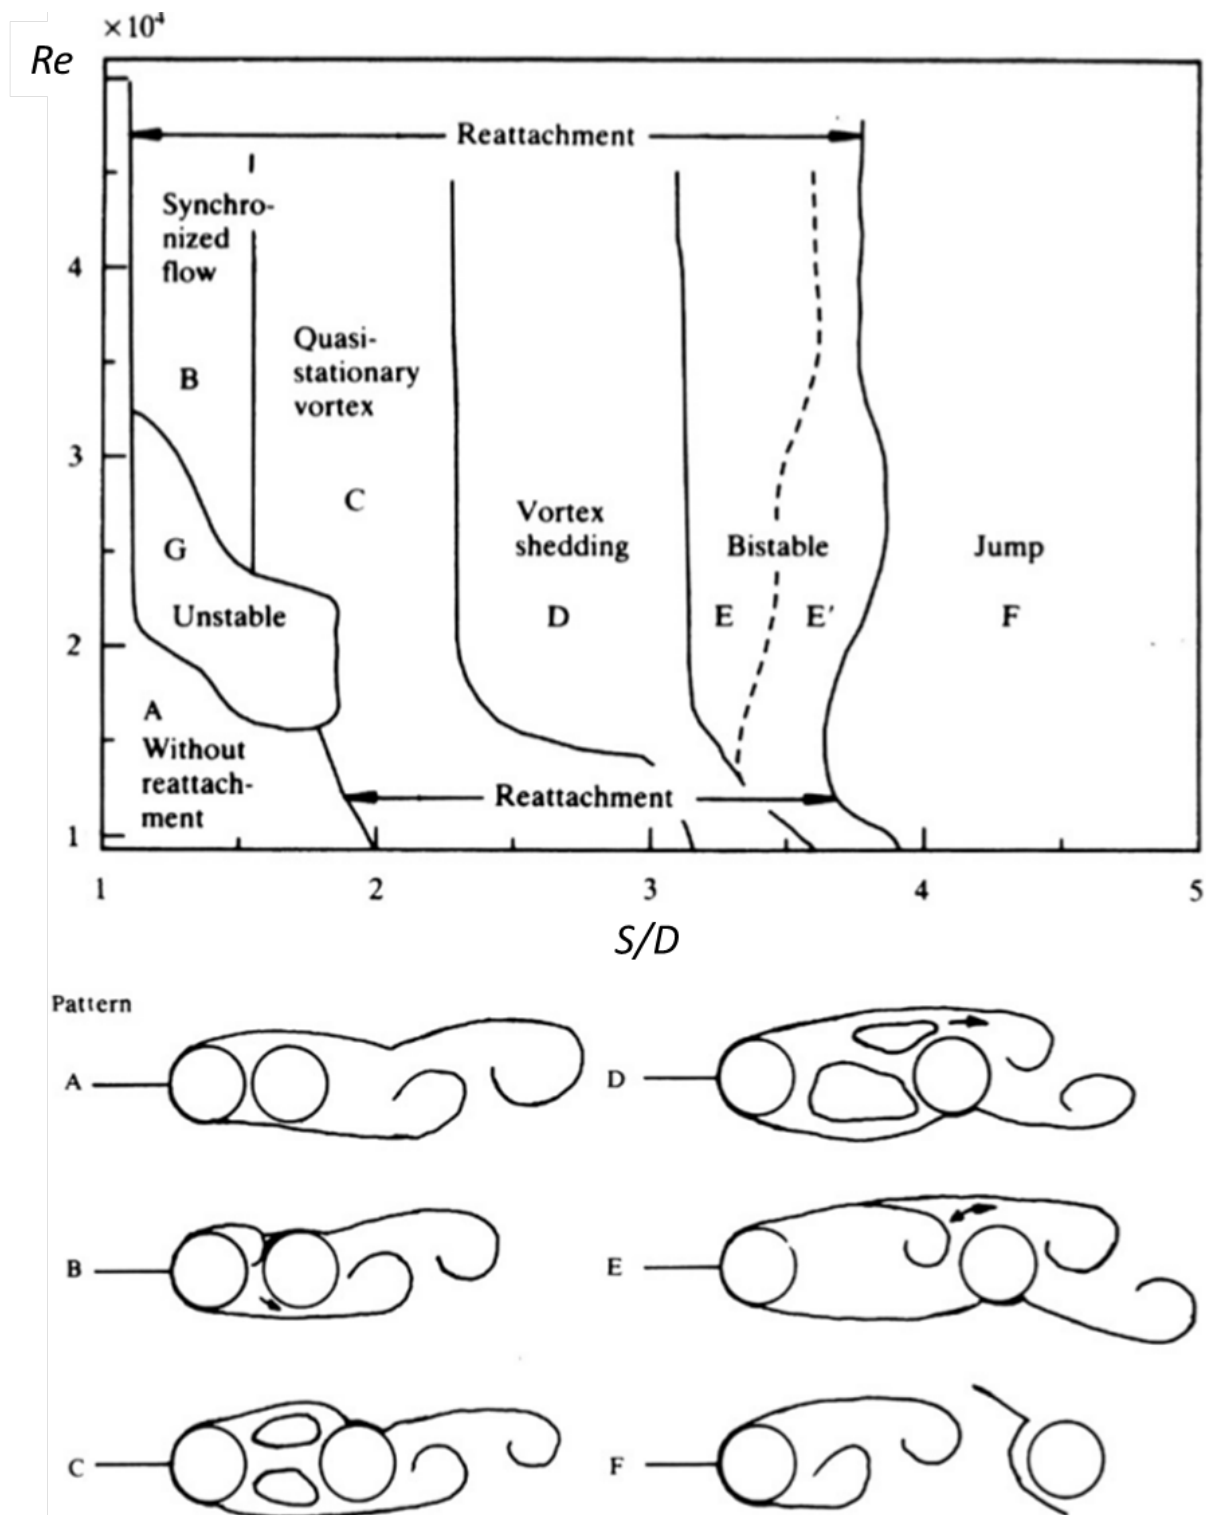 ×10⁴
Re
Reattachment
Synchro-
nized
flow
4
Quasi-
stationary
vortex
B
3
C
Vortex
shedding
Bistable
Jump
G
Unstable
D
E
E′
F
2
A
Without
reattach-
ment
Reattachment
1
1
2
3
4
5
S/D
Pattern
A
D
B
E
C
F